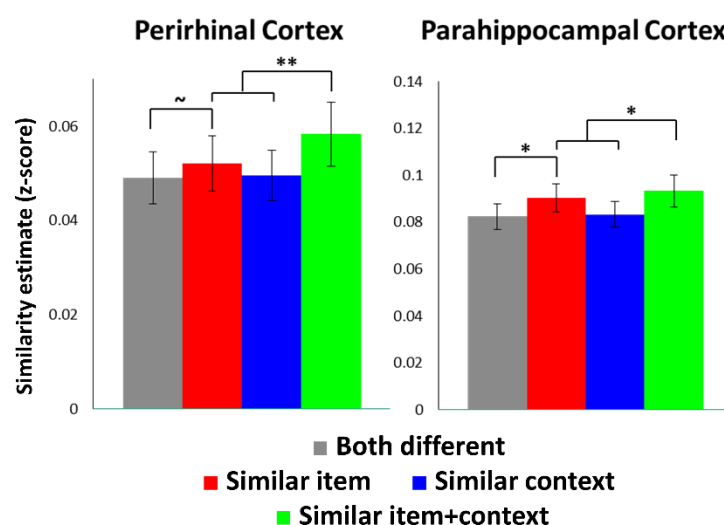 Perirhinal Cortex
Parahippocampal Cortex
Similarity estimate (z-score)
0.06
0.04
0.02
0
~
**
0.14
0.12
0.1
0.08
0.06
0.04
0.02
0
*
*
Both different
Similar item
Similar context
Similar item+context